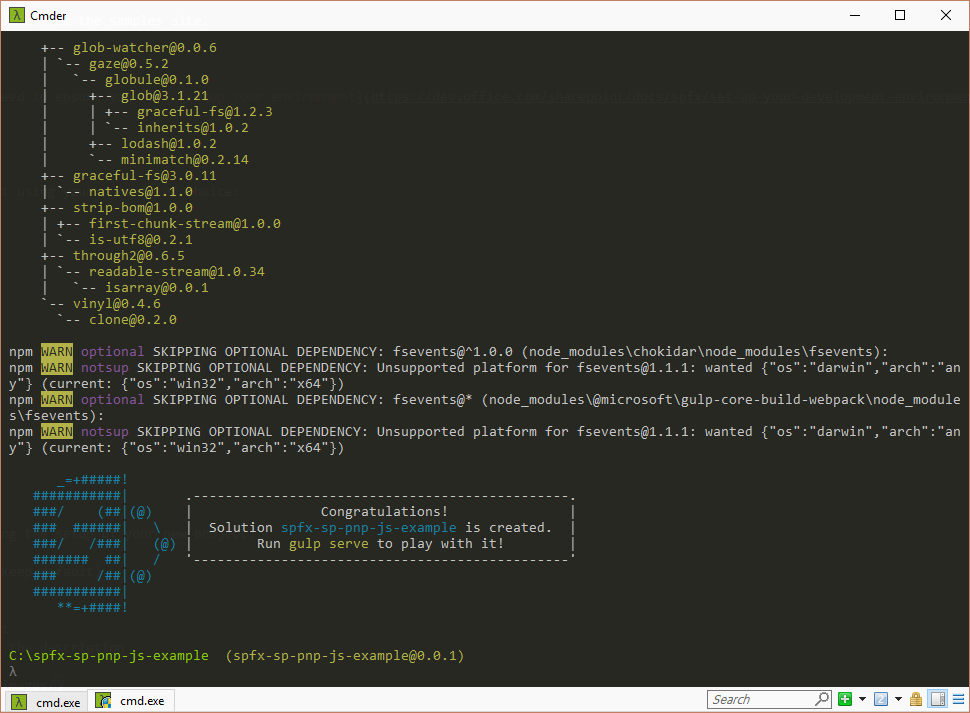 Cmder
+-- glob-watcher@0.0.6
| `-- gaze@0.5.2
|   `-- globule@0.1.0
|     +-- glob@3.1.21
|     | +-- graceful-fs@1.2.3
|     | `-- inherits@1.0.2
|     +-- lodash@1.0.2
|     `-- minimatch@0.2.14
+-- graceful-fs@3.0.11
| `-- natives@1.1.0
+-- strip-bom@1.0.0
| +-- first-chunk-stream@1.0.0
| `-- is-utf8@0.2.1
+-- through2@0.6.5
| `-- readable-stream@1.0.34
|   `-- isarray@0.0.1
`-- vinyl@0.4.6
  `-- clone@0.2.0
npm WARN optional SKIPPING OPTIONAL DEPENDENCY: fsevents@^1.0.0 (node_modules\chokidar\node_modules\fsevents):
npm WARN notsup SKIPPING OPTIONAL DEPENDENCY: Unsupported platform for fsevents@1.1.1: wanted {"os":"darwin","arch":"an
y"} (current: {"os":"win32","arch":"x64"})
npm WARN optional SKIPPING OPTIONAL DEPENDENCY: fsevents@* (node_modules\@microsoft\gulp-core-build-webpack\node_module
s\fsevents):
npm WARN notsup SKIPPING OPTIONAL DEPENDENCY: Unsupported platform for fsevents@1.1.1: wanted {"os":"darwin","arch":"an
y"} (current: {"os":"win32","arch":"x64"})
      _=+#####!
   ###########|       .-----------------------------------------------.
   ###/    (##|(@)    |                Congratulations!               |
   ###  ######|   \   |  Solution spfx-sp-pnp-js-example is created.  |
   ###/   /###|   (@) |        Run gulp serve to play with it!        |
   #######  ##|   /   '-----------------------------------------------'
   ###     /##|(@)
   ###########|
      **=+####!
C:\spfx-sp-pnp-js-example  (spfx-sp-pnp-js-example@0.0.1)
λ
cmd.exe
cmd.exe
Search